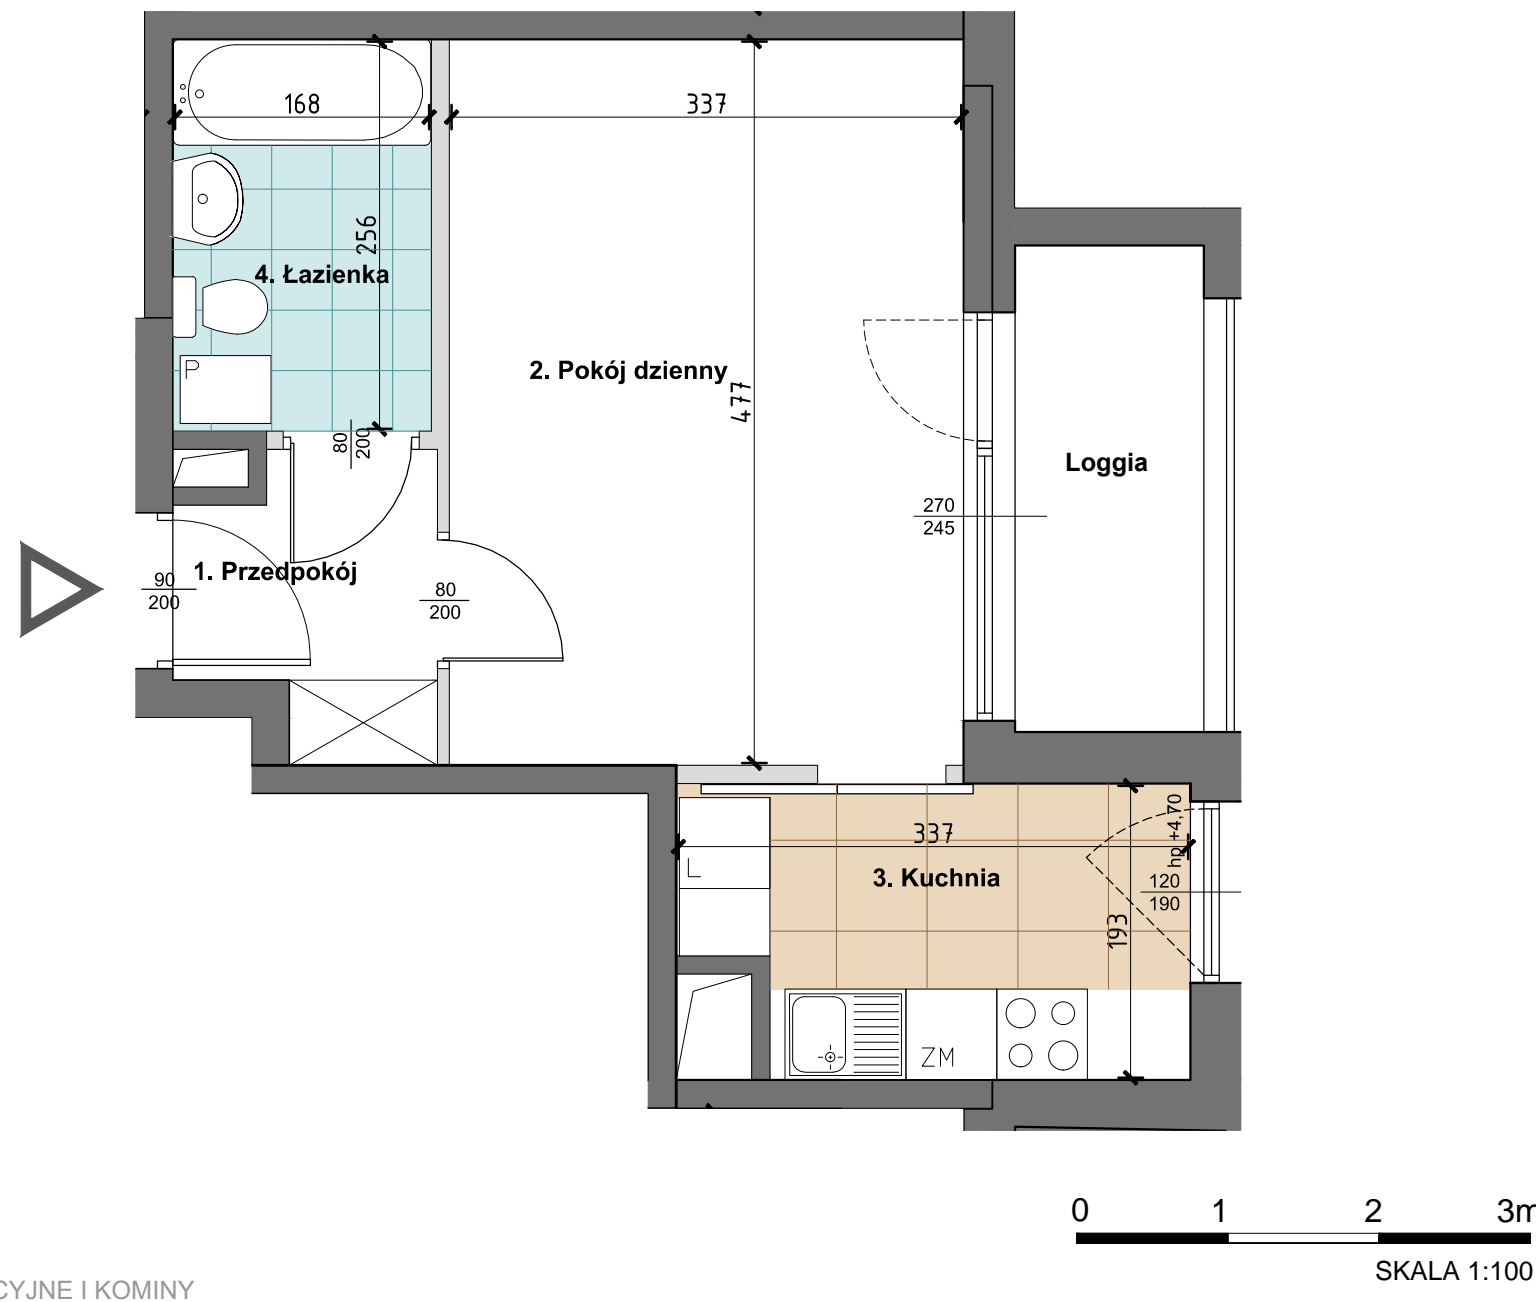 168
337
256
4. Łazienka
P
2. Pokój dzienny
477
80
200
Loggia
270
245
1. Przedpokój
90
200
80
200
337
hp +4,70
L
3. Kuchnia
120
190
193
ZM
0 1 2 3m
SKALA 1:100
CYJNE I KOMINY